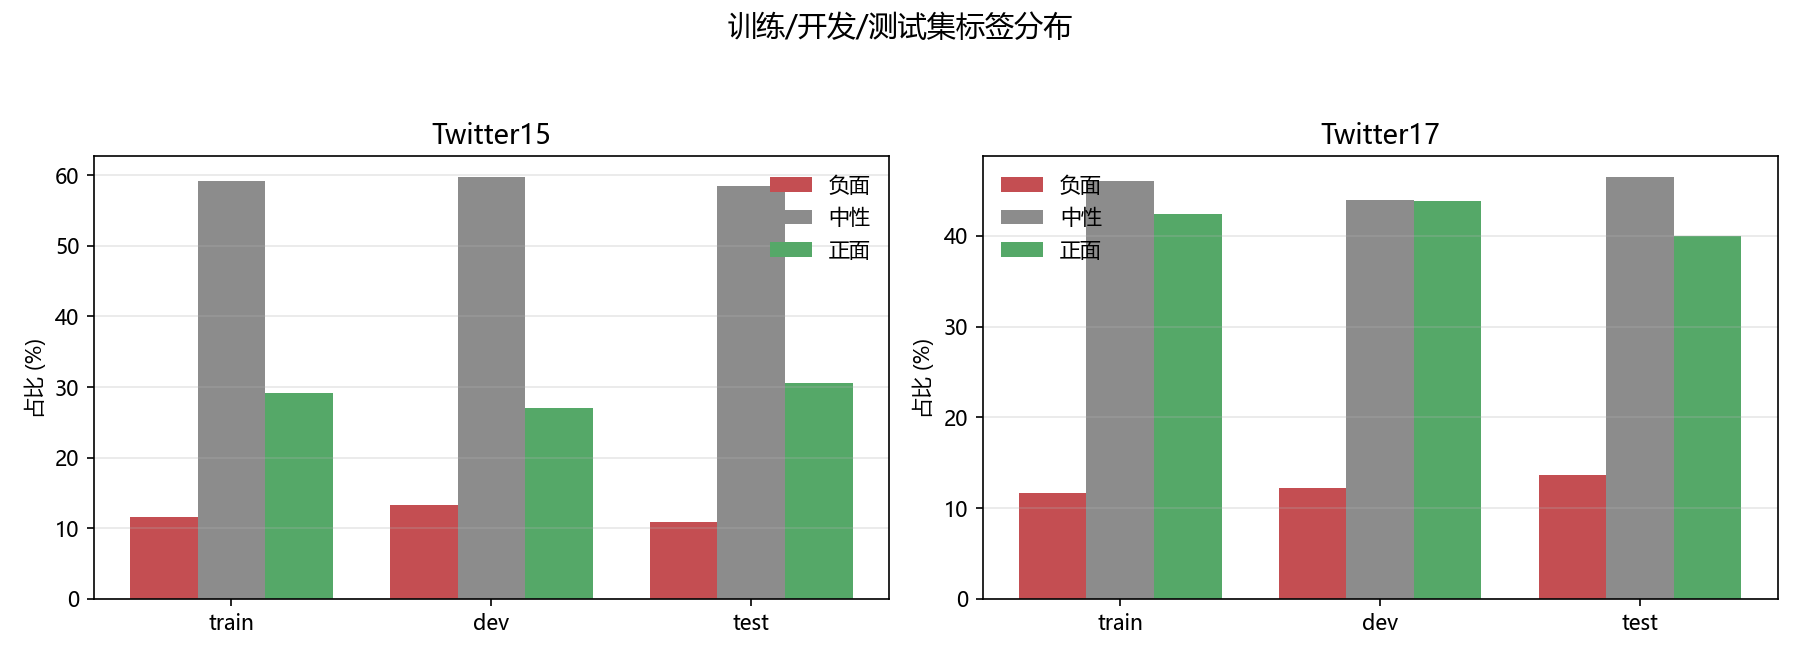 训练/开发/测试集标签分布
Twitter15
占比 (%)
60
50
40
30
20
10
0
负面
中性
正面
train
dev
test
Twitter17
占比 (%)
40
30
20
10
0
负面
中性
正面
train
dev
test